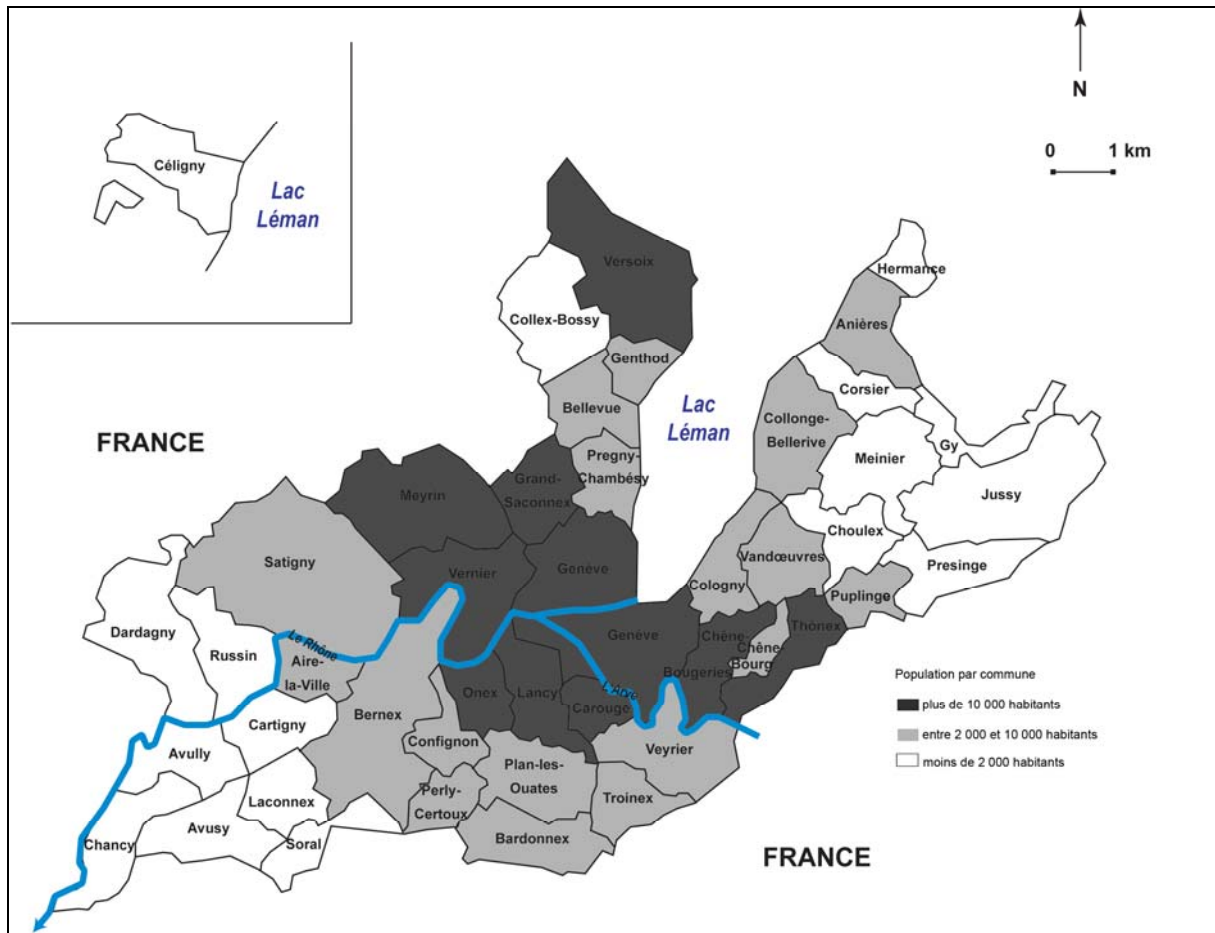 N
0 1 km
Céligny
Lac
Léman
Versoix
Hermance
Collex-Bossy
Anières
Genthod
Corsier
Bellevue
Lac
Léman
Collonge-
Bellerive
FRANCE
Gy
Pregny-
Chambésy
Meinier
Grand-
Saconnex
Meyrin
Jussy
Choulex
Vandœuvres
Satigny
Vernier
Genève
Presinge
Cologny
Puplinge
Dardagny
Le Rhône
Genève
Chêne-
Bougeries
Thônex
Chêne-
Bourg
Russin
Aire-
la-Ville
Onex
Lancy
L'Arve
Carouge
Population par commune
plus de 10 000 habitants
entre 2 000 et 10 000 habitants
moins de 2 000 habitants
Cartigny
Bernex
Confignon
Veyrier
Avully
Plan-les-
Ouates
Perly-
Certoux
Troinex
Laconnex
Avusy
Chancy
Soral
Bardonnex
FRANCE